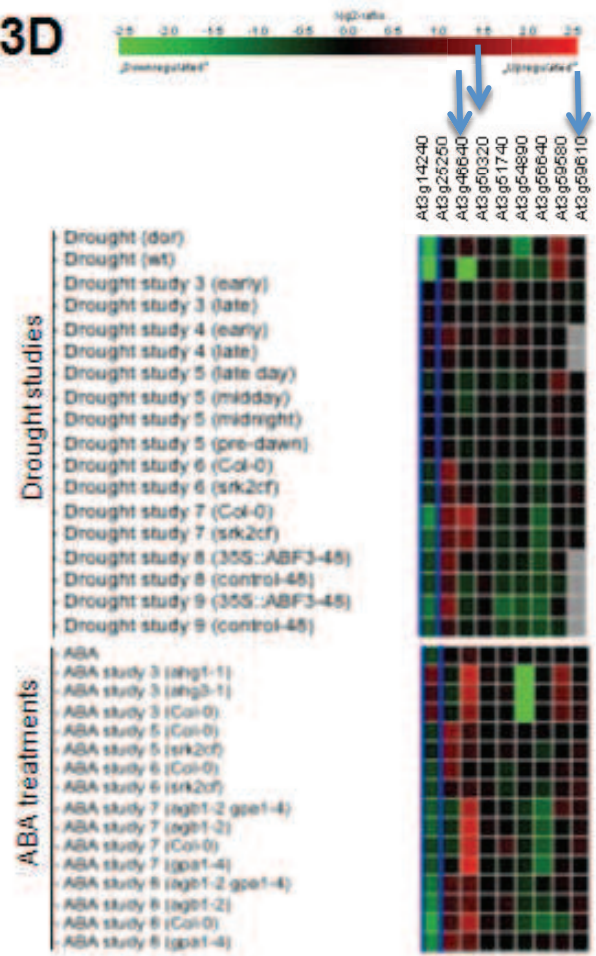 3D
log2-ratio
-2.5 -2.0 -1.5 -1.0 -0.5 0.0 0.5 1.0 1.5 2.0 2.5
„Downregulated" „Upregulated"
At3g14240
At3g25250
At3g46640
At3g50320
At3g51740
At3g54890
At3g56640
At3g59580
At3g59610
Drought studies
Drought (dor)
Drought (wt)
Drought study 3 (early)
Drought study 3 (late)
Drought study 4 (early)
Drought study 4 (late)
Drought study 5 (late day)
Drought study 5 (midday)
Drought study 5 (midnight)
Drought study 5 (pre-dawn)
Drought study 6 (Col-0)
Drought study 6 (srk2cf)
Drought study 7 (Col-0)
Drought study 7 (srk2cf)
Drought study 8 (35S::ABF3-48)
Drought study 8 (control-48)
Drought study 9 (35S::ABF3-48)
Drought study 9 (control-48)
ABA treatments
ABA
ABA study 3 (ahg1-1)
ABA study 3 (ahg3-1)
ABA study 3 (Col-0)
ABA study 5 (Col-0)
ABA study 5 (srk2cf)
ABA study 6 (Col-0)
ABA study 6 (srk2cf)
ABA study 7 (agb1-2 gpa1-4)
ABA study 7 (agb1-2)
ABA study 7 (Col-0)
ABA study 7 (gpa1-4)
ABA study 8 (agb1-2 gpa1-4)
ABA study 8 (agb1-2)
ABA study 8 (Col-0)
ABA study 8 (gpa1-4)